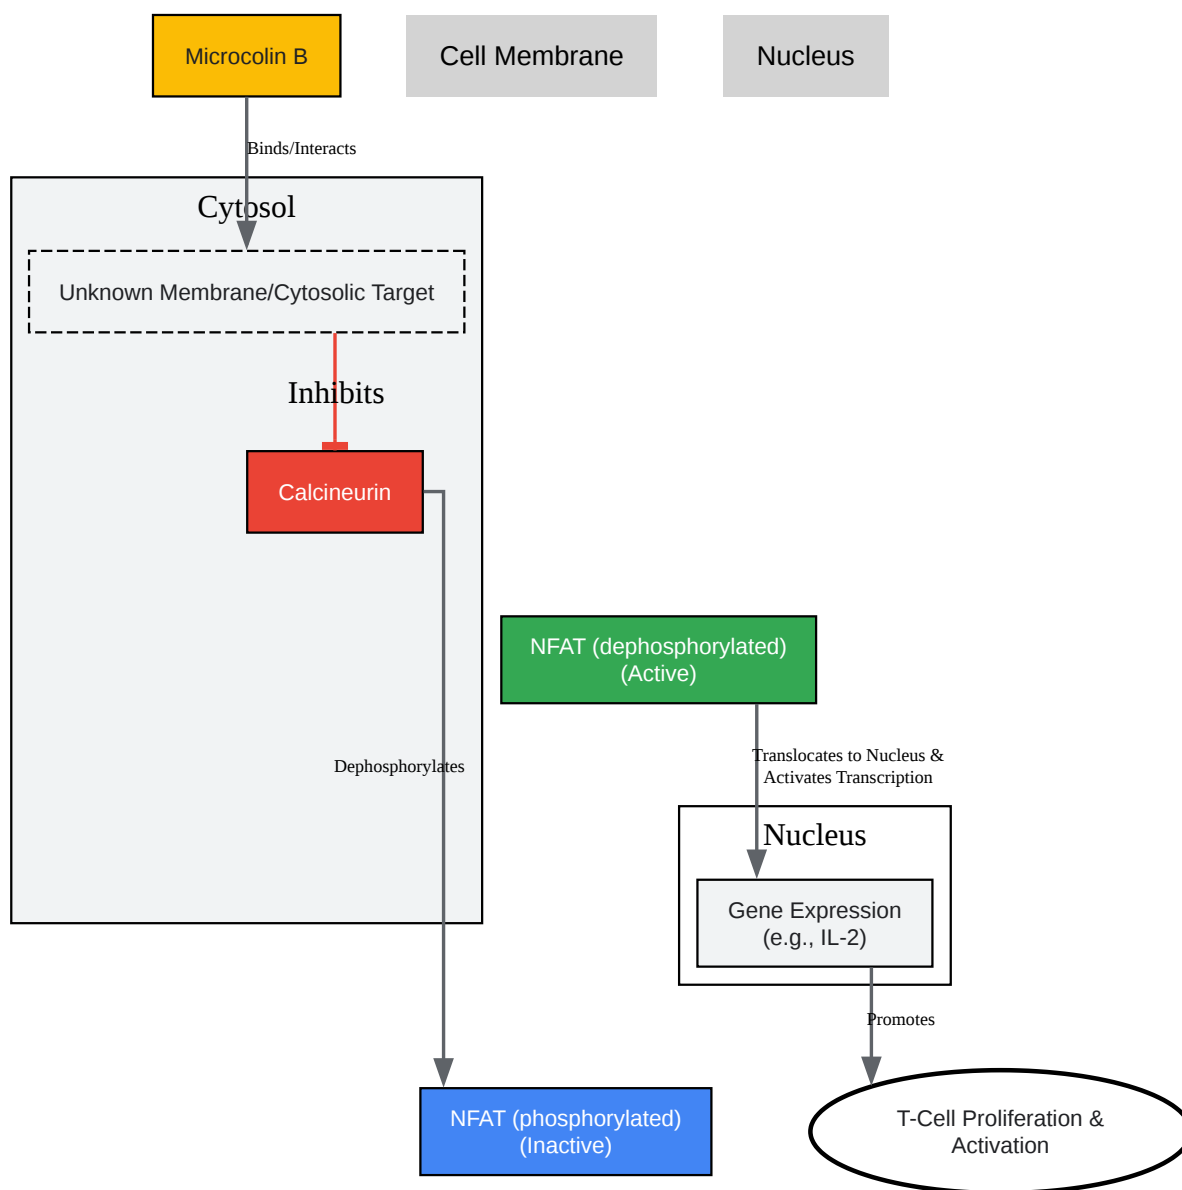 Microcolin B
Cell Membrane
Nucleus
Binds/Interacts
Cytosol
Unknown Membrane/Cytosolic Target
Inhibits
Calcineurin
NFAT (dephosphorylated)
(Active)
Dephosphorylates
Translocates to Nucleus &
Activates Transcription
Nucleus
Gene Expression
(e.g., IL-2)
Promotes
NFAT (phosphorylated)
(Inactive)
T-Cell Proliferation &
Activation